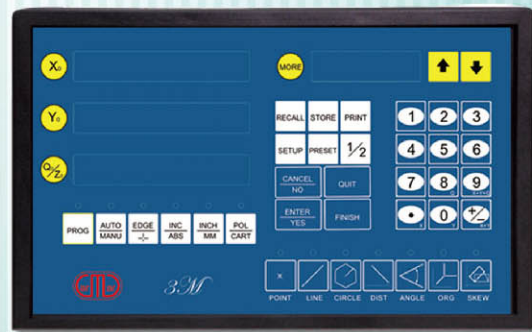 X₀
MORE
Y₀
RECALL STORE PRINT
1 2 3
SETUP PRESET 1/2
4 5 6
Q/Z₀
CANCEL
NO
QUIT
7 8 9
ENTER
YES
FINISH
• 0 +/-
PROG
AUTO
MANU
EDGE
INC
ABS
INCH
MM
POL
CART
3M
POINT LINE CIRCLE DIST ANGLE ORG SKEW